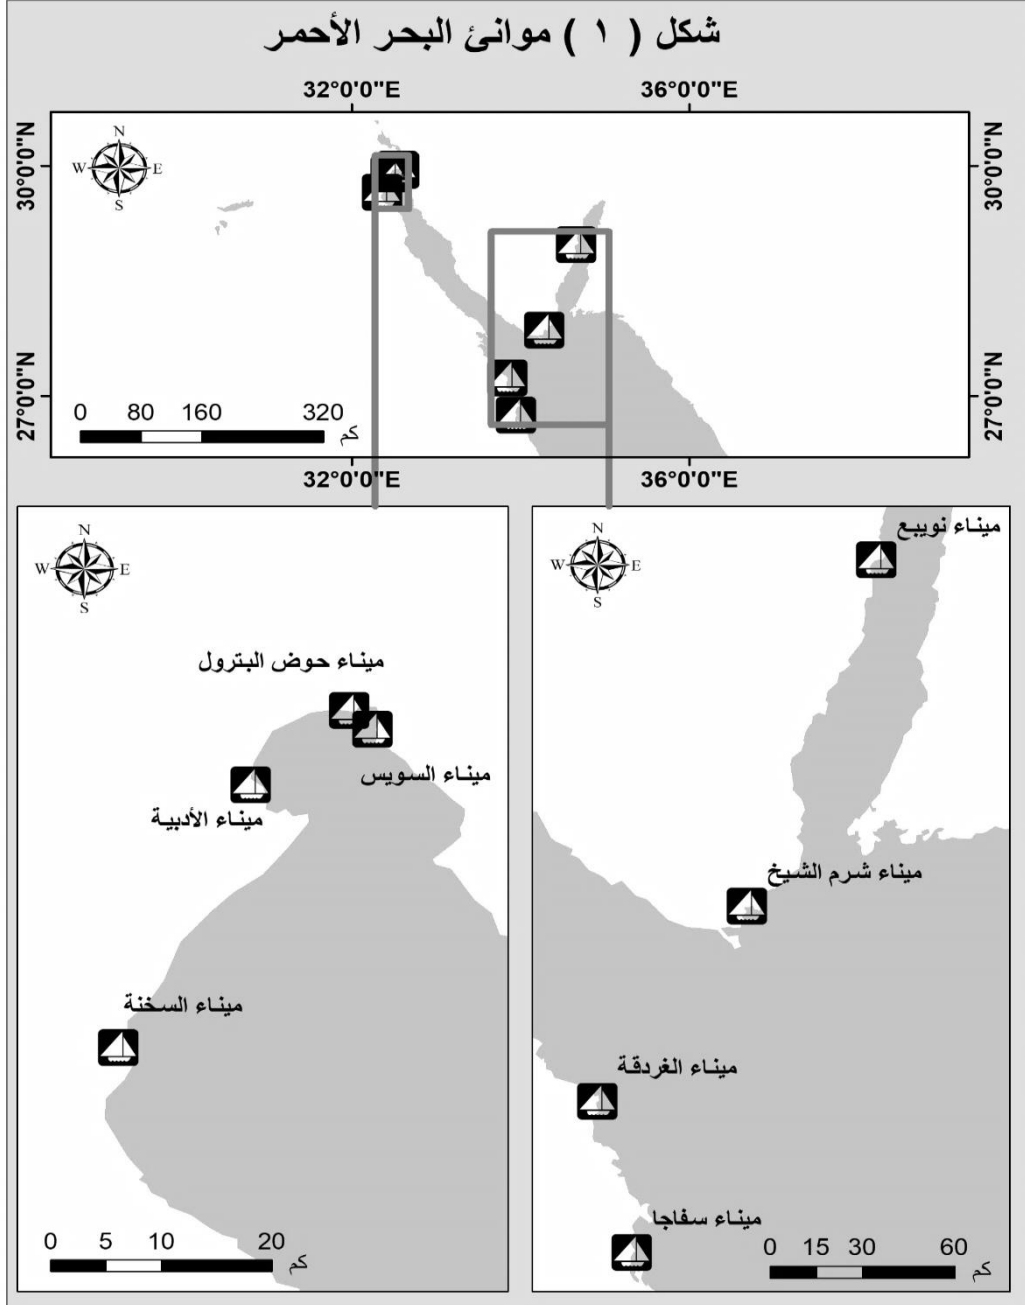 شكل ( ١ ) موانئ البحر الأحمر
32°0'0"E 36°0'0"E
30°0'0"N 30°0'0"N
N
W E
S
27°0'0"N 27°0'0"N
0 80 160 320
كم
32°0'0"E 36°0'0"E
N
W E
S
ميناء حوض البترول
ميناء السويس
ميناء الأدبية
ميناء السخنة
0 5 10 20
كم
ميناء نويبع
N
W E
S
ميناء شرم الشيخ
ميناء الغردقة
ميناء سفاجا
0 15 30 60
كم